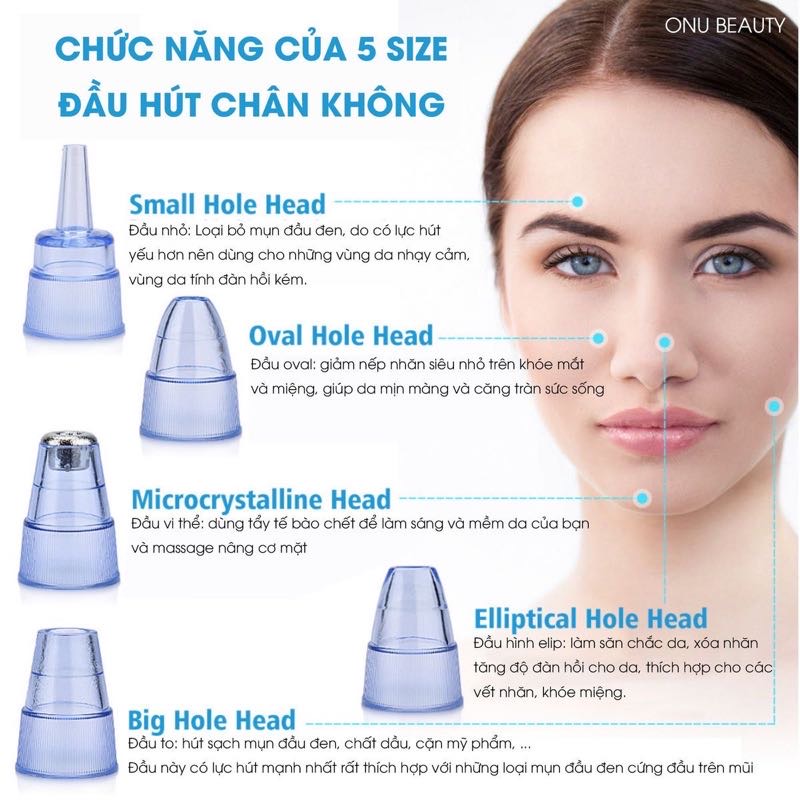 ONU BEAUTY
CHỨC NĂNG CỦA 5 SIZE
ĐẦU HÚT CHÂN KHÔNG
Small Hole Head
Đầu nhỏ: Loại bỏ mụn đầu đen, do có lực hút
yếu hơn nên dùng cho những vùng da nhạy cảm,
vùng da tính đàn hồi kém.
Oval Hole Head
Đầu oval: giảm nếp nhăn siêu nhỏ trên khóe mắt
và miệng, giúp da mịn màng và căng tràn sức sống
Microcrystalline Head
Đầu vi thể: dùng tẩy tế bào chết để làm sáng và mềm da của bạn
và massage nâng cơ mặt
Elliptical Hole Head
Đầu hình elip: làm săn chắc da, xóa nhăn
tăng độ đàn hồi cho da, thích hợp cho các
vết nhăn, khóe miệng.
Big Hole Head
Đầu to: hút sạch mụn đầu đen, chất dầu, cặn mỹ phẩm, ...
Đầu này có lực hút mạnh nhất rất thích hợp với những loại mụn đầu đen cứng đầu trên mũi